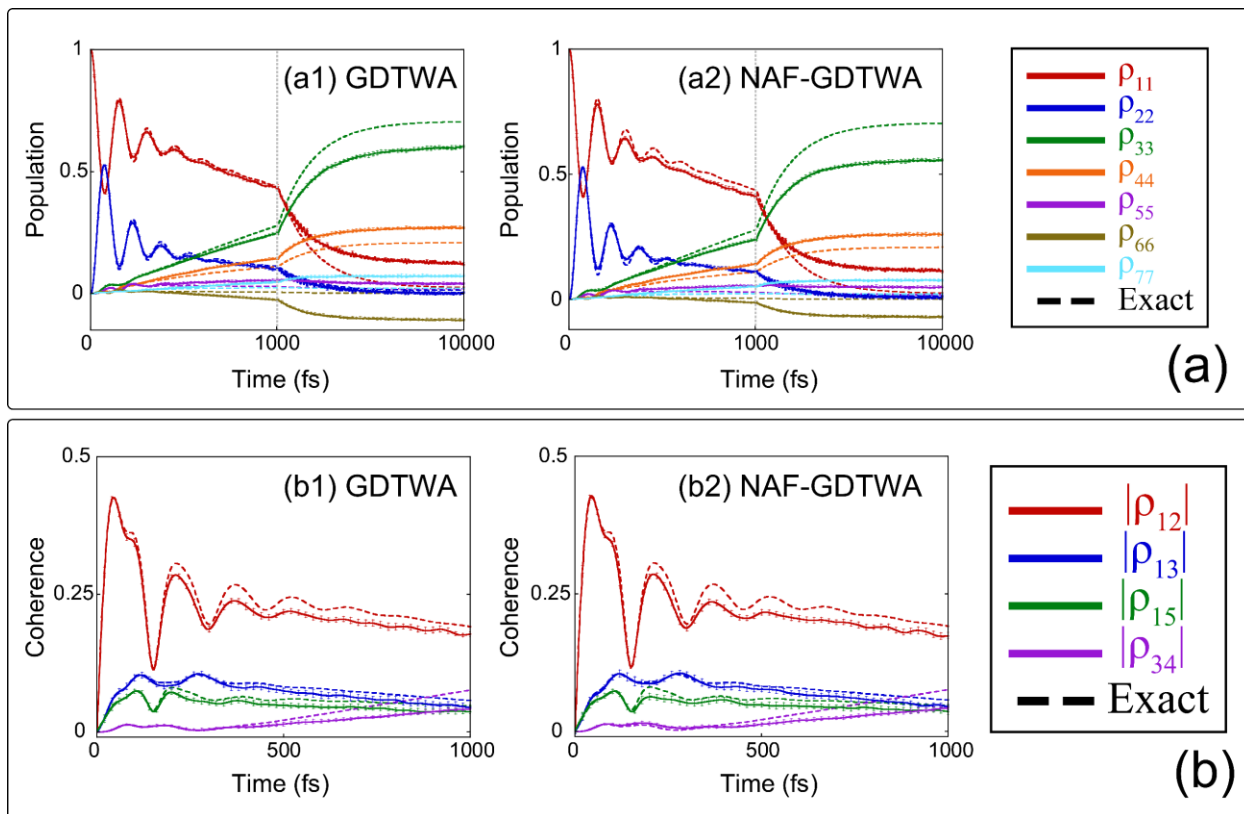 (a1) GDTWA
(a2) NAF-GDTWA
1
0.5
0
Population
0
1000
10000
Time (fs)
1
0.5
0
Population
0
1000
10000
Time (fs)
ρ11
ρ22
ρ33
ρ44
ρ55
ρ66
ρ77
Exact
(a)
(b1) GDTWA
(b2) NAF-GDTWA
0.5
0.25
0
Coherence
0
500
1000
Time (fs)
0.5
0.25
0
Coherence
0
500
1000
Time (fs)
|ρ12|
|ρ13|
|ρ15|
|ρ34|
Exact
(b)